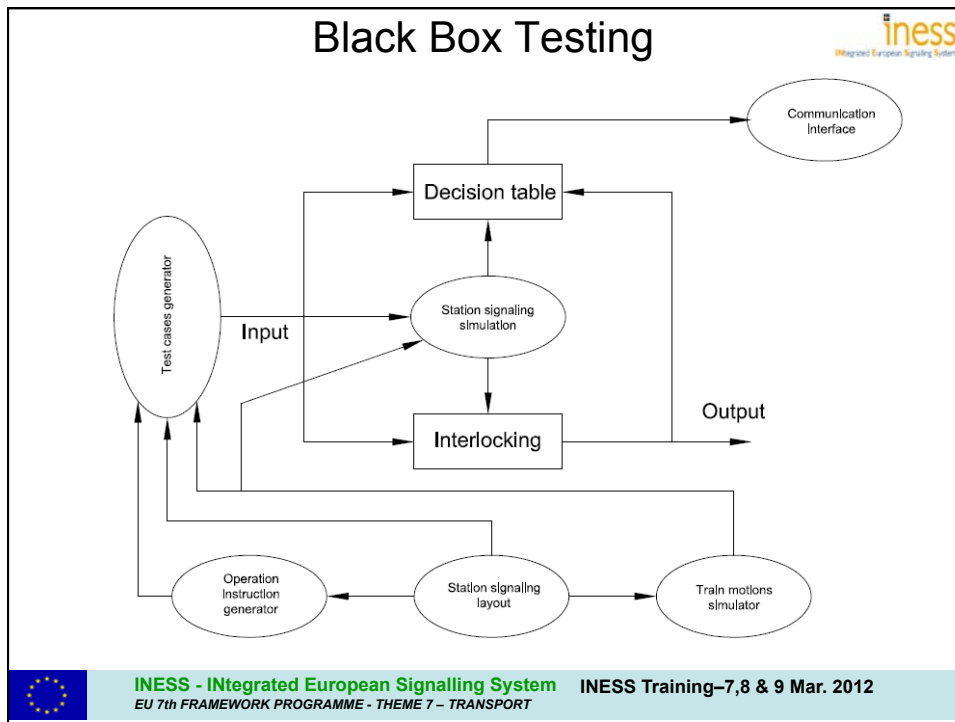 Black Box Testing
iness
INtegrated European Signalling System
Communication
Interface
Decision table
Test cases generator
Station signaling
simulation
Input
Output
Interlocking
Operation
Instruction
generator
Station signaling
layout
Train motions
simulator
INESS - INtegrated European Signalling System
INESS Training–7,8 & 9 Mar. 2012
EU 7th FRAMEWORK PROGRAMME - THEME 7 – TRANSPORT